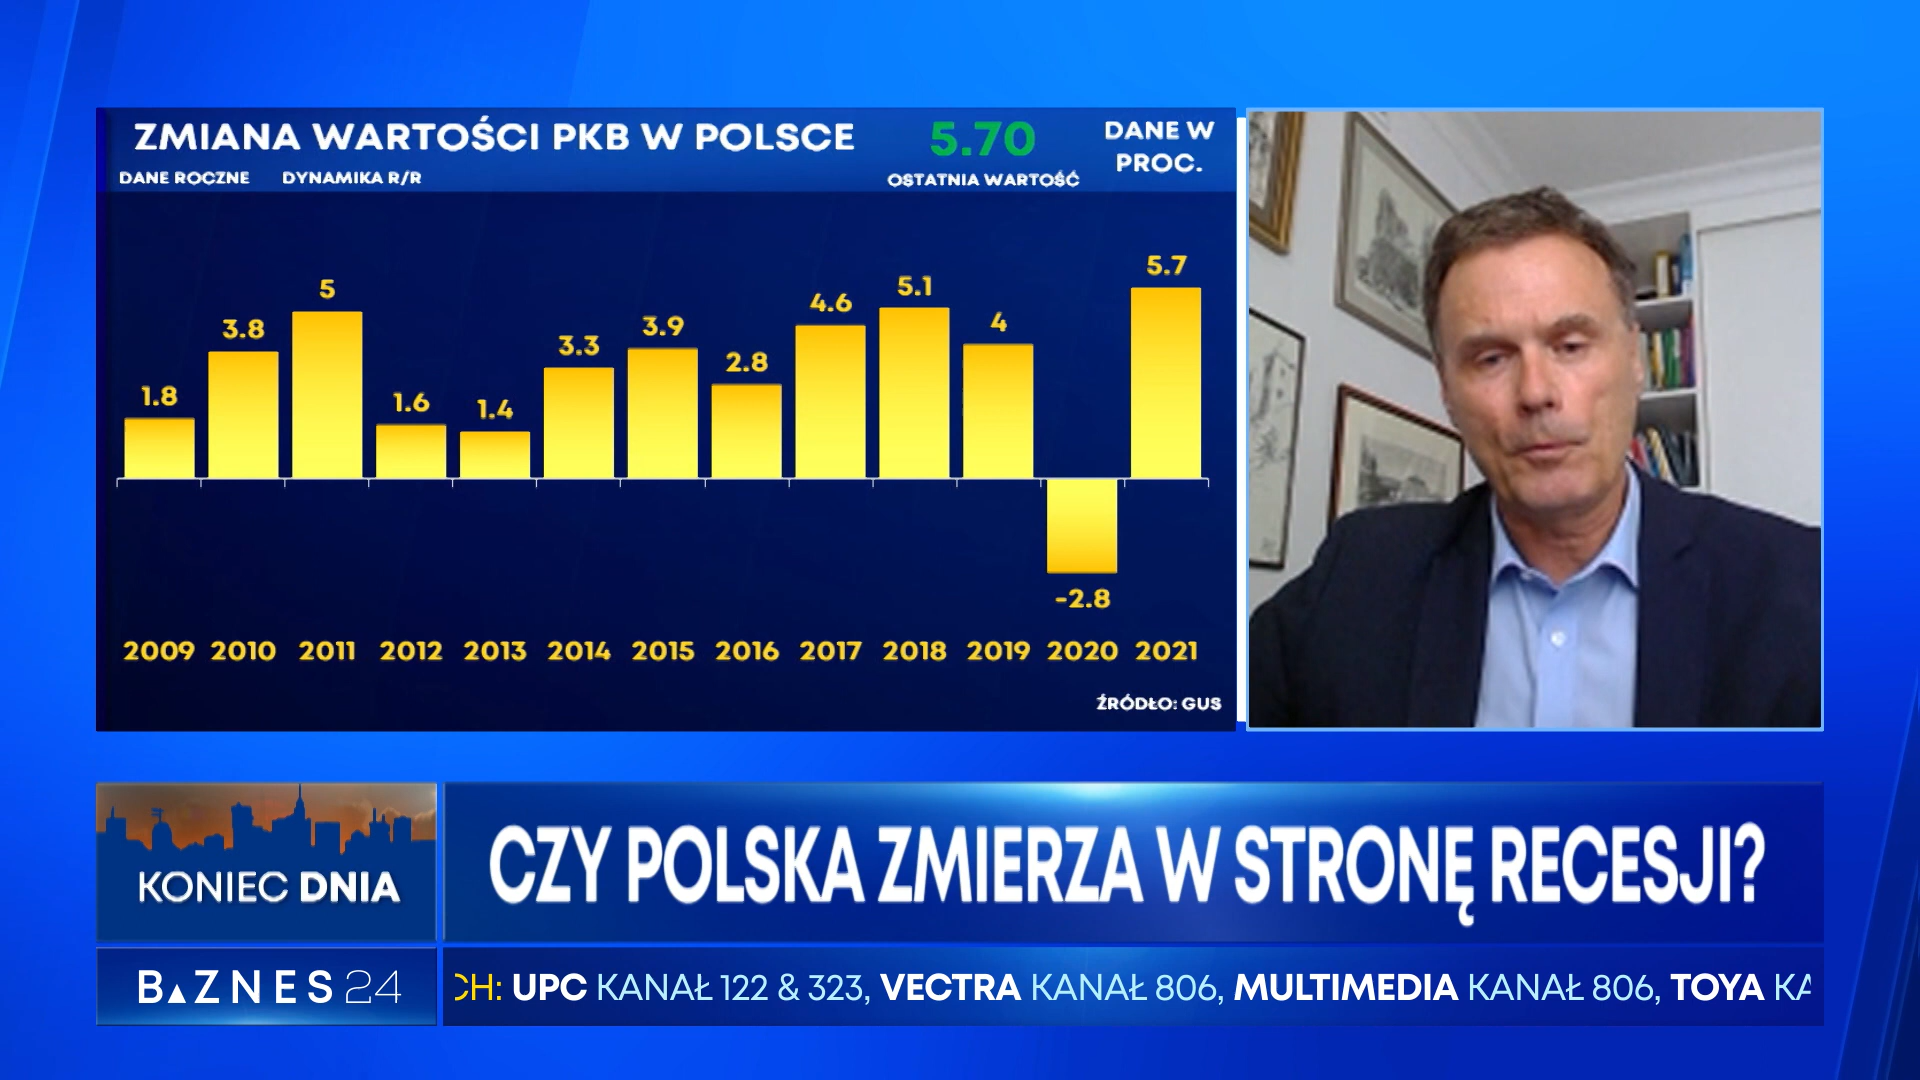 ZMIANA WARTOŚCI PKB W POLSCE
5.70
DANE W
PROC.
DANE ROCZNE DYNAMIKA R/R
OSTATNIA WARTOŚĆ
1.8 3.8 5 1.6 1.4 3.3 3.9 2.8 4.6 5.1 4 -2.8 5.7
2009 2010 2011 2012 2013 2014 2015 2016 2017 2018 2019 2020 2021
ŹRÓDŁO: GUS
KONIEC DNIA
CZY POLSKA ZMIERZA W STRONĘ RECESJI?
BIZNES 24
UPC KANAŁ 122 & 323, VECTRA KANAŁ 806, MULTIMEDIA KANAŁ 806, TOYA